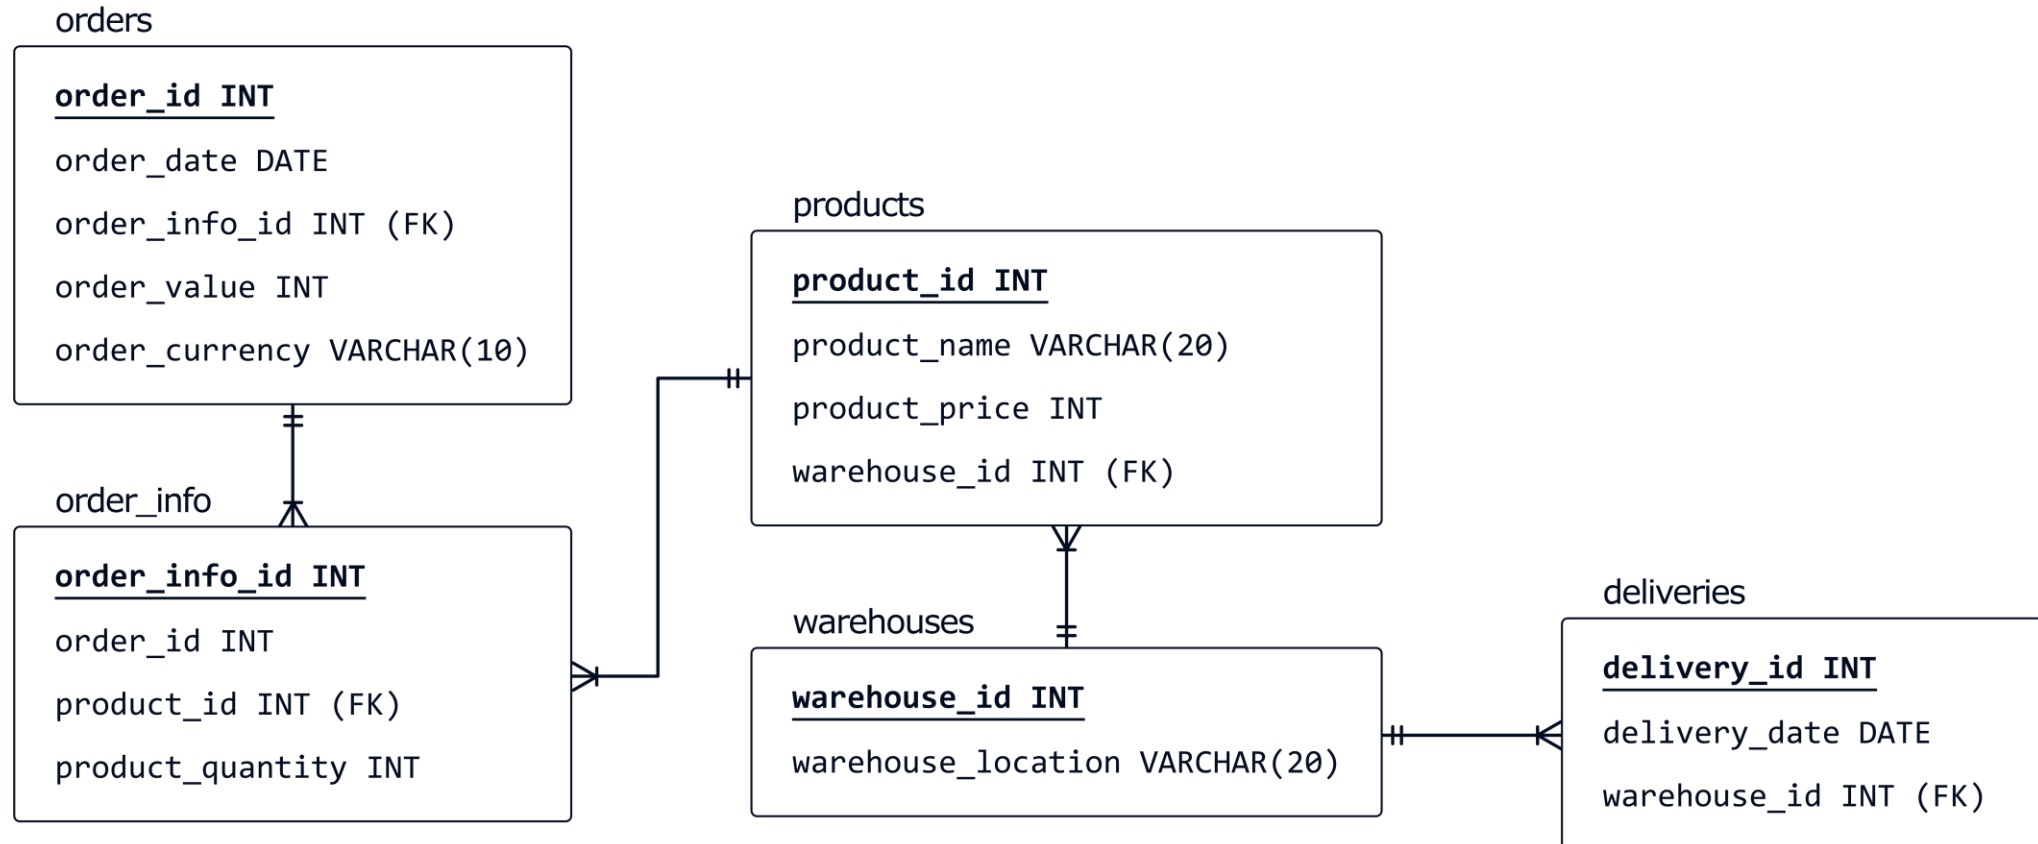 orders
order_id INT
order_date DATE
order_info_id INT (FK)
order_value INT
order_currency VARCHAR(10)
order_info
order_info_id INT
order_id INT
product_id INT (FK)
product_quantity INT
products
product_id INT
product_name VARCHAR(20)
product_price INT
warehouse_id INT (FK)
warehouses
warehouse_id INT
warehouse_location VARCHAR(20)
deliveries
delivery_id INT
delivery_date DATE
warehouse_id INT (FK)